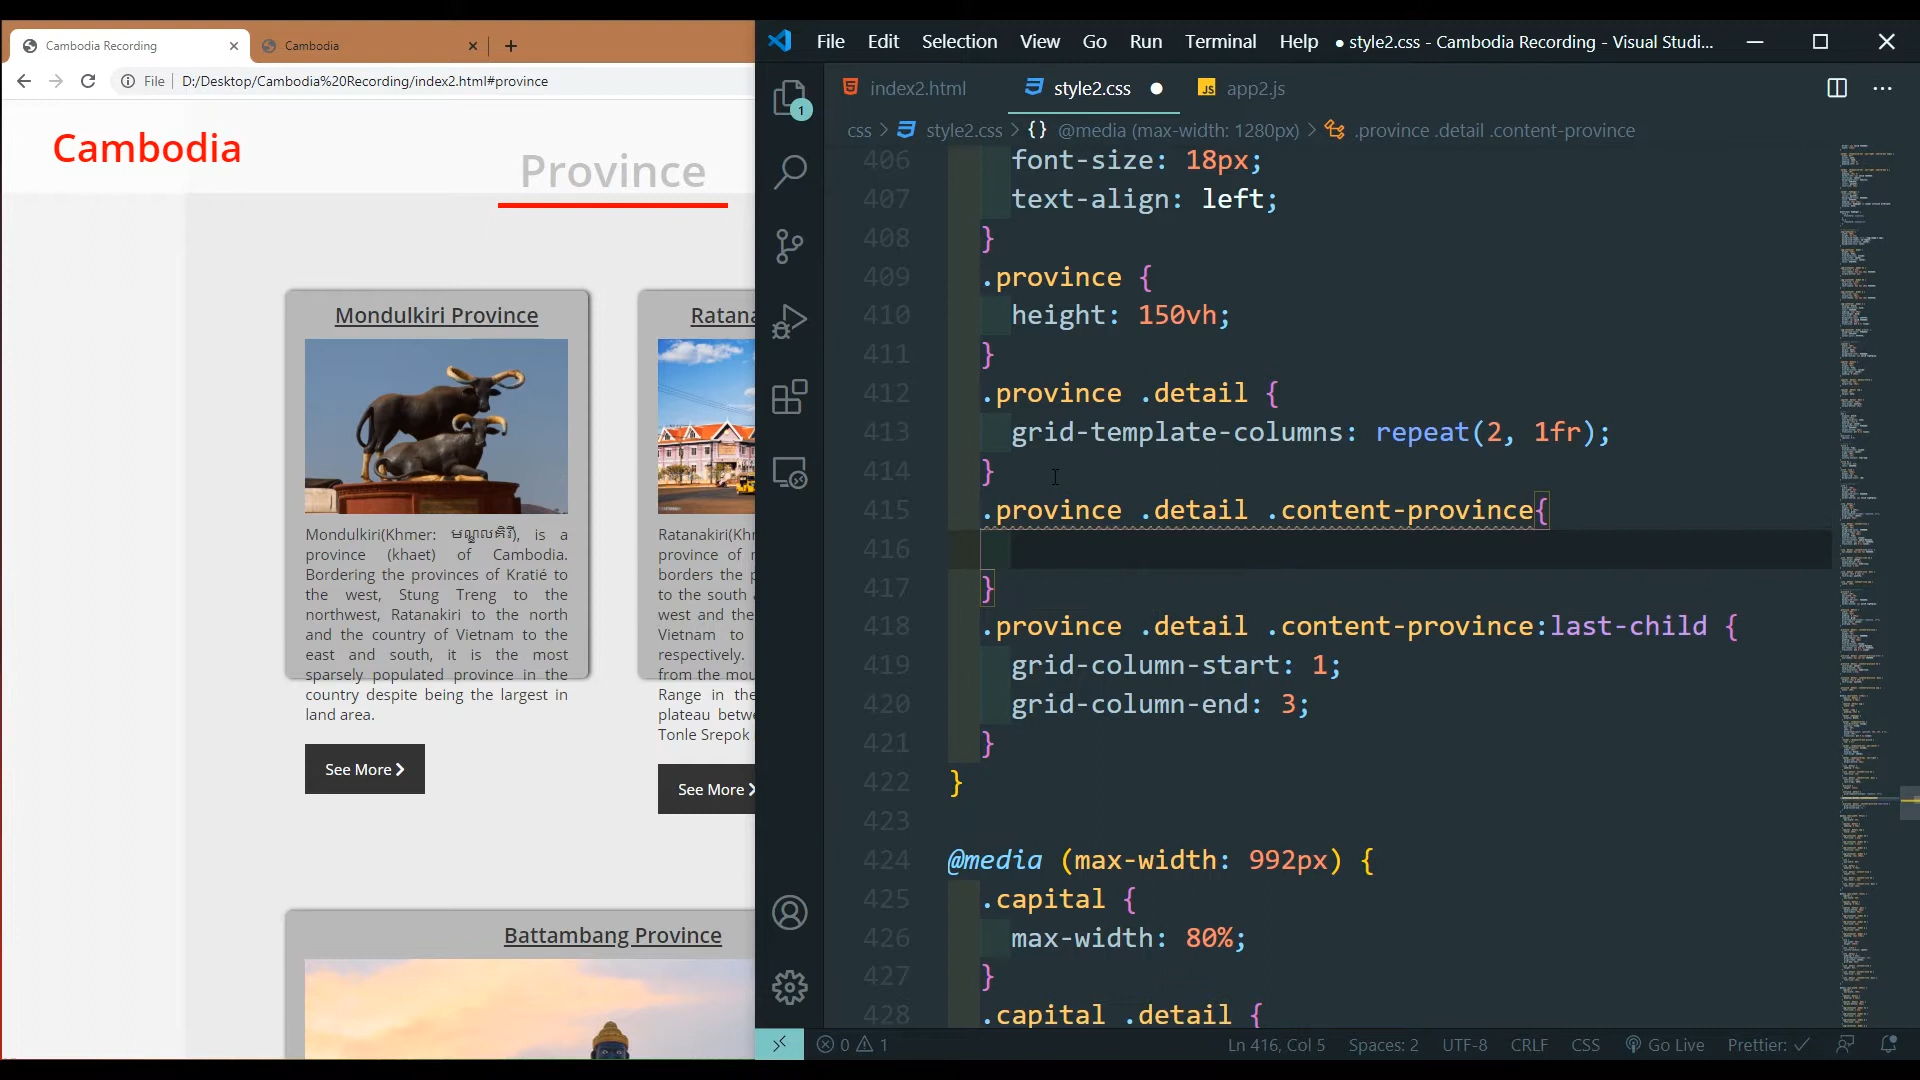 Cambodia Recording
Cambodia
File
D:/Desktop/Cambodia%20Recording/index2.html#province
Cambodia
Province
Mondulkiri Province
Mondulkiri(Khmer: មណ្ឌលគិរី), is a
province (khaet) of Cambodia.
Bordering the provinces of Kratié to
the west, Stung Treng to the
northwest, Ratanakiri to the north
and the country of Vietnam to the
east and south, it is the most
sparsely populated province in the
country despite being the largest in
land area.
See More
Ratana
Ratanakiri(Kh
province of
borders the
to the south
west and the
Vietnam to
respectively.
from the mou
Range in the
plateau betw
Tonle Srepok
See More
Battambang Province
File Edit Selection View Go Run Terminal Help
● style2.css - Cambodia Recording - Visual Studi...
index2.html
style2.css
JS app2.js
css > style2.css > {} @media (max-width: 1280px) > .province .detail .content-province
406 font-size: 18px;
407 text-align: left;
408 }
409 .province {
410 height: 150vh;
411 }
412 .province .detail {
413 grid-template-columns: repeat(2, 1fr);
414 }
415 .province .detail .content-province{
416
417 }
418 .province .detail .content-province:last-child {
419 grid-column-start: 1;
420 grid-column-end: 3;
421 }
422 }
423
424 @media (max-width: 992px) {
425 .capital {
426 max-width: 80%;
427 }
428 .capital .detail {
1
0 1
Ln 416, Col 5 Spaces: 2 UTF-8 CRLF CSS Go Live Prettier: ✓